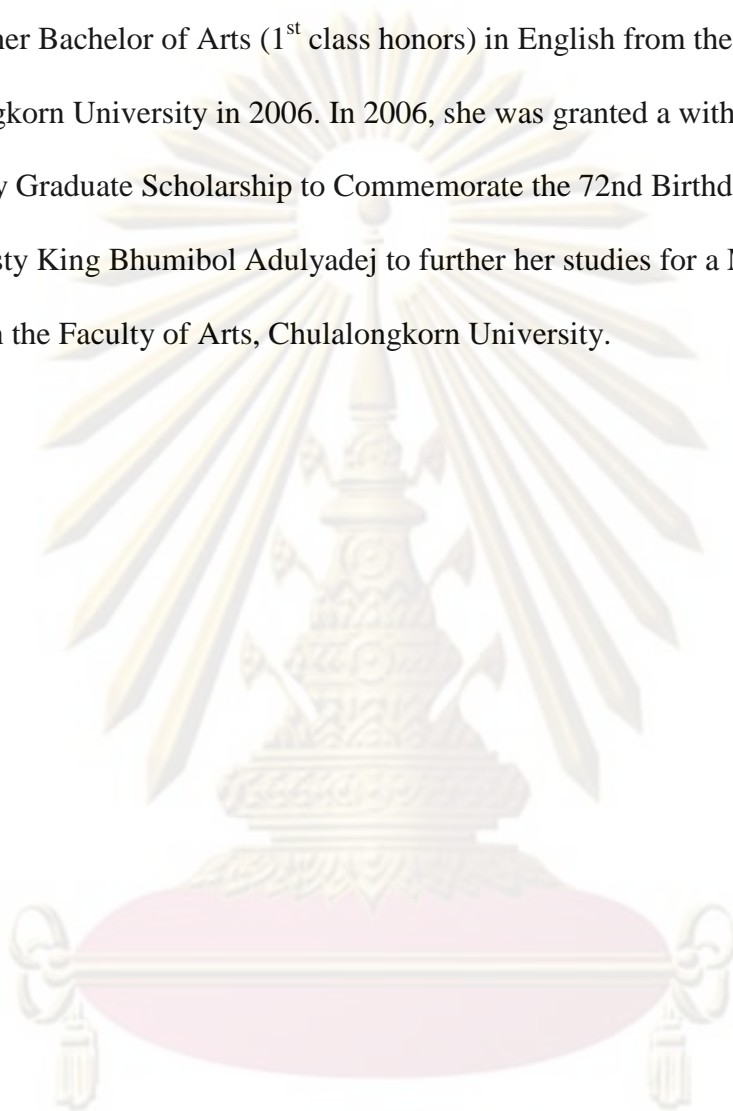 her Bachelor of Arts (1st class honors) in English from the
gkorn University in 2006. In 2006, she was granted a with
y Graduate Scholarship to Commemorate the 72nd Birthd
sty King Bhumibol Adulyadej to further her studies for a
the Faculty of Arts, Chulalongkorn University.